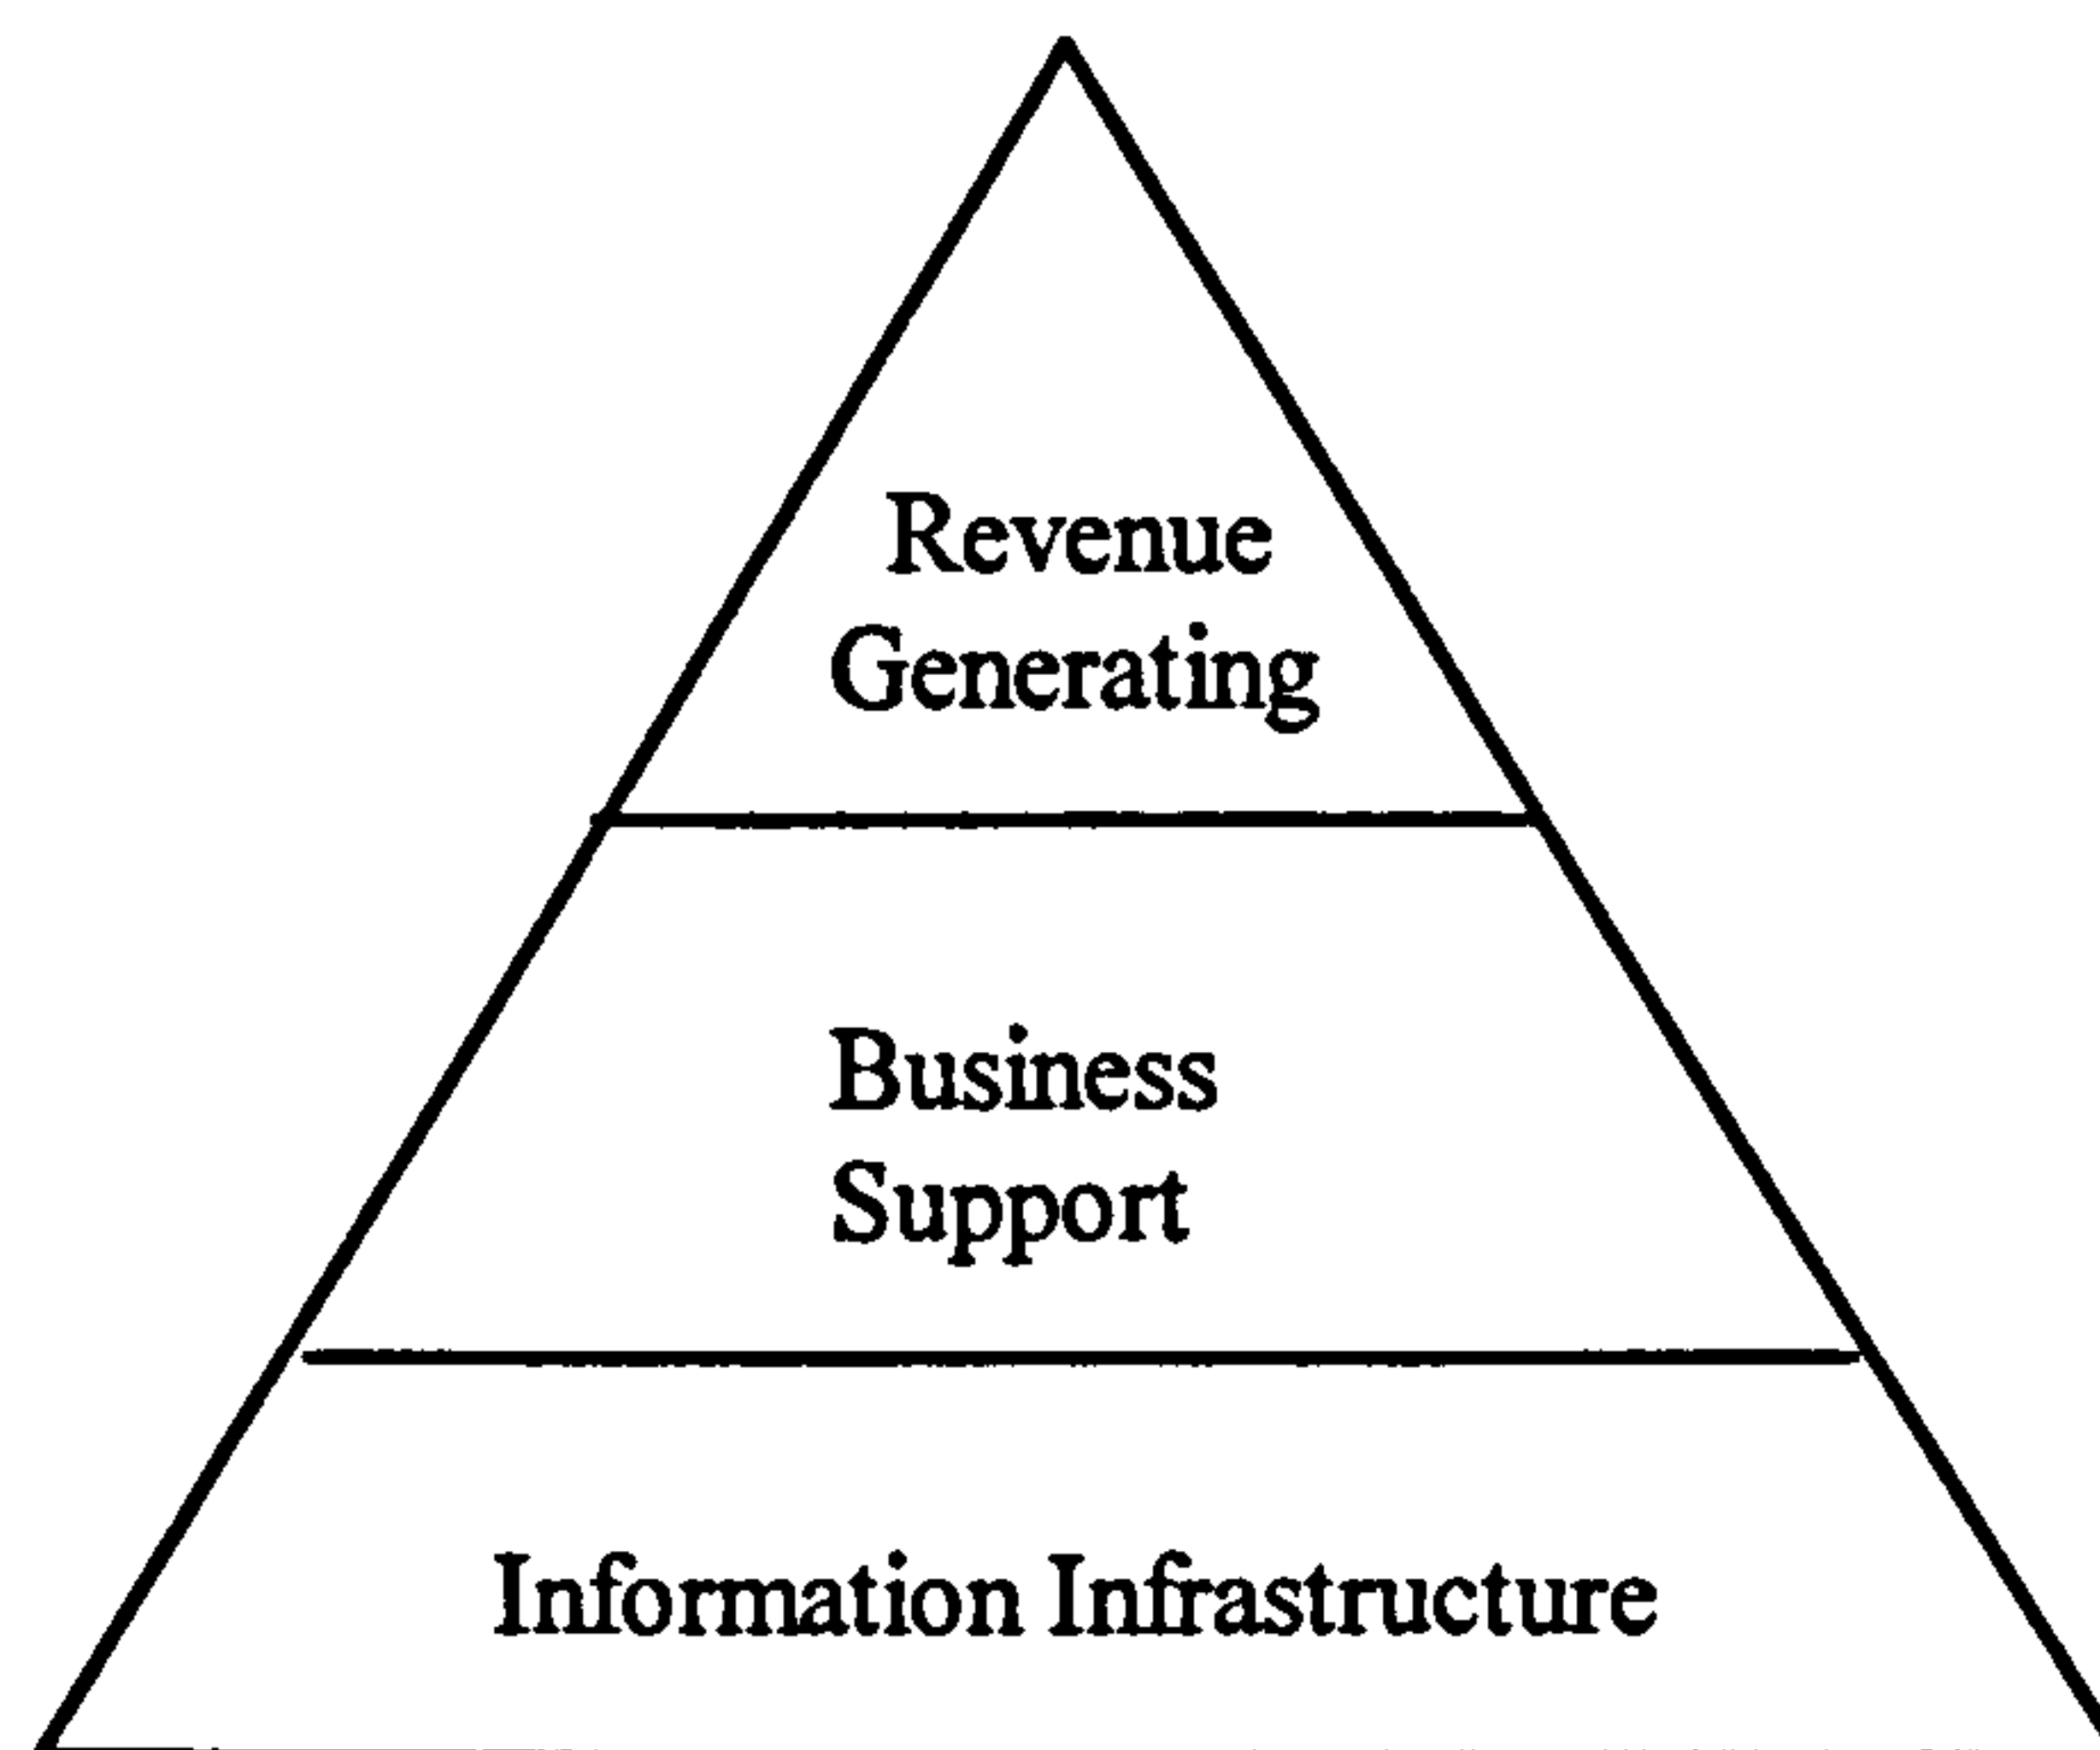 Revenue
Generating
Business
Support
Information Infrastructure